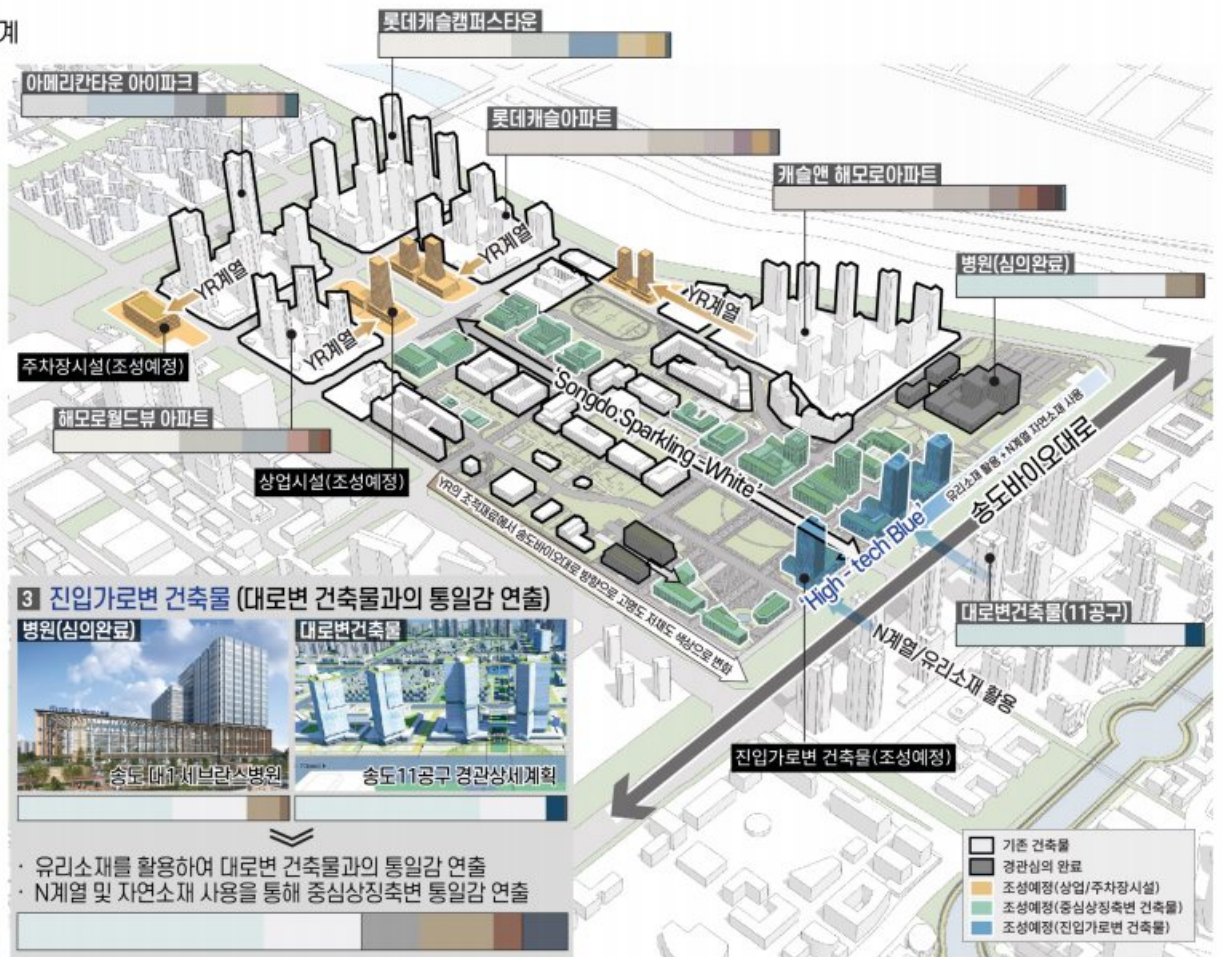 계
롯데캐슬캠퍼스타운
아메리칸타운 아이파크
롯데캐슬아파트
캐슬앤 해모로아파트
병원(심의완료)
YR계열
YR계열
YR계열
YR계열
주차장시설(조성예정)
해모로월드뷰 아파트
상업시설(조성예정)
'Songdo:Sparkling=White'
유리소재 활용 + N계열 자연소재 사용
송도바이오대로
'High - tech Blue'
YR의 조적재료에서 송도바이오대로 방향으로 고명도 저채도 색상으로 변화
대로변건축물(11공구)
N계열/유리소재 활용
진입가로변 건축물(조성예정)
3 진입가로변 건축물 (대로변 건축물과의 통일감 연출)
병원(심의완료)
대로변건축물
송도
세브란스병원
송도11공구 경관상세계획
· 유리소재를 활용하여 대로변 건축물과의 통일감 연출
· N계열 및 자연소재 사용을 통해 중심상징축변 통일감 연출
기존 건축물
경관심의 완료
조성예정(상업/주차장시설)
조성예정(중심상징축변 건축물)
조성예정(진입가로변 건축물)